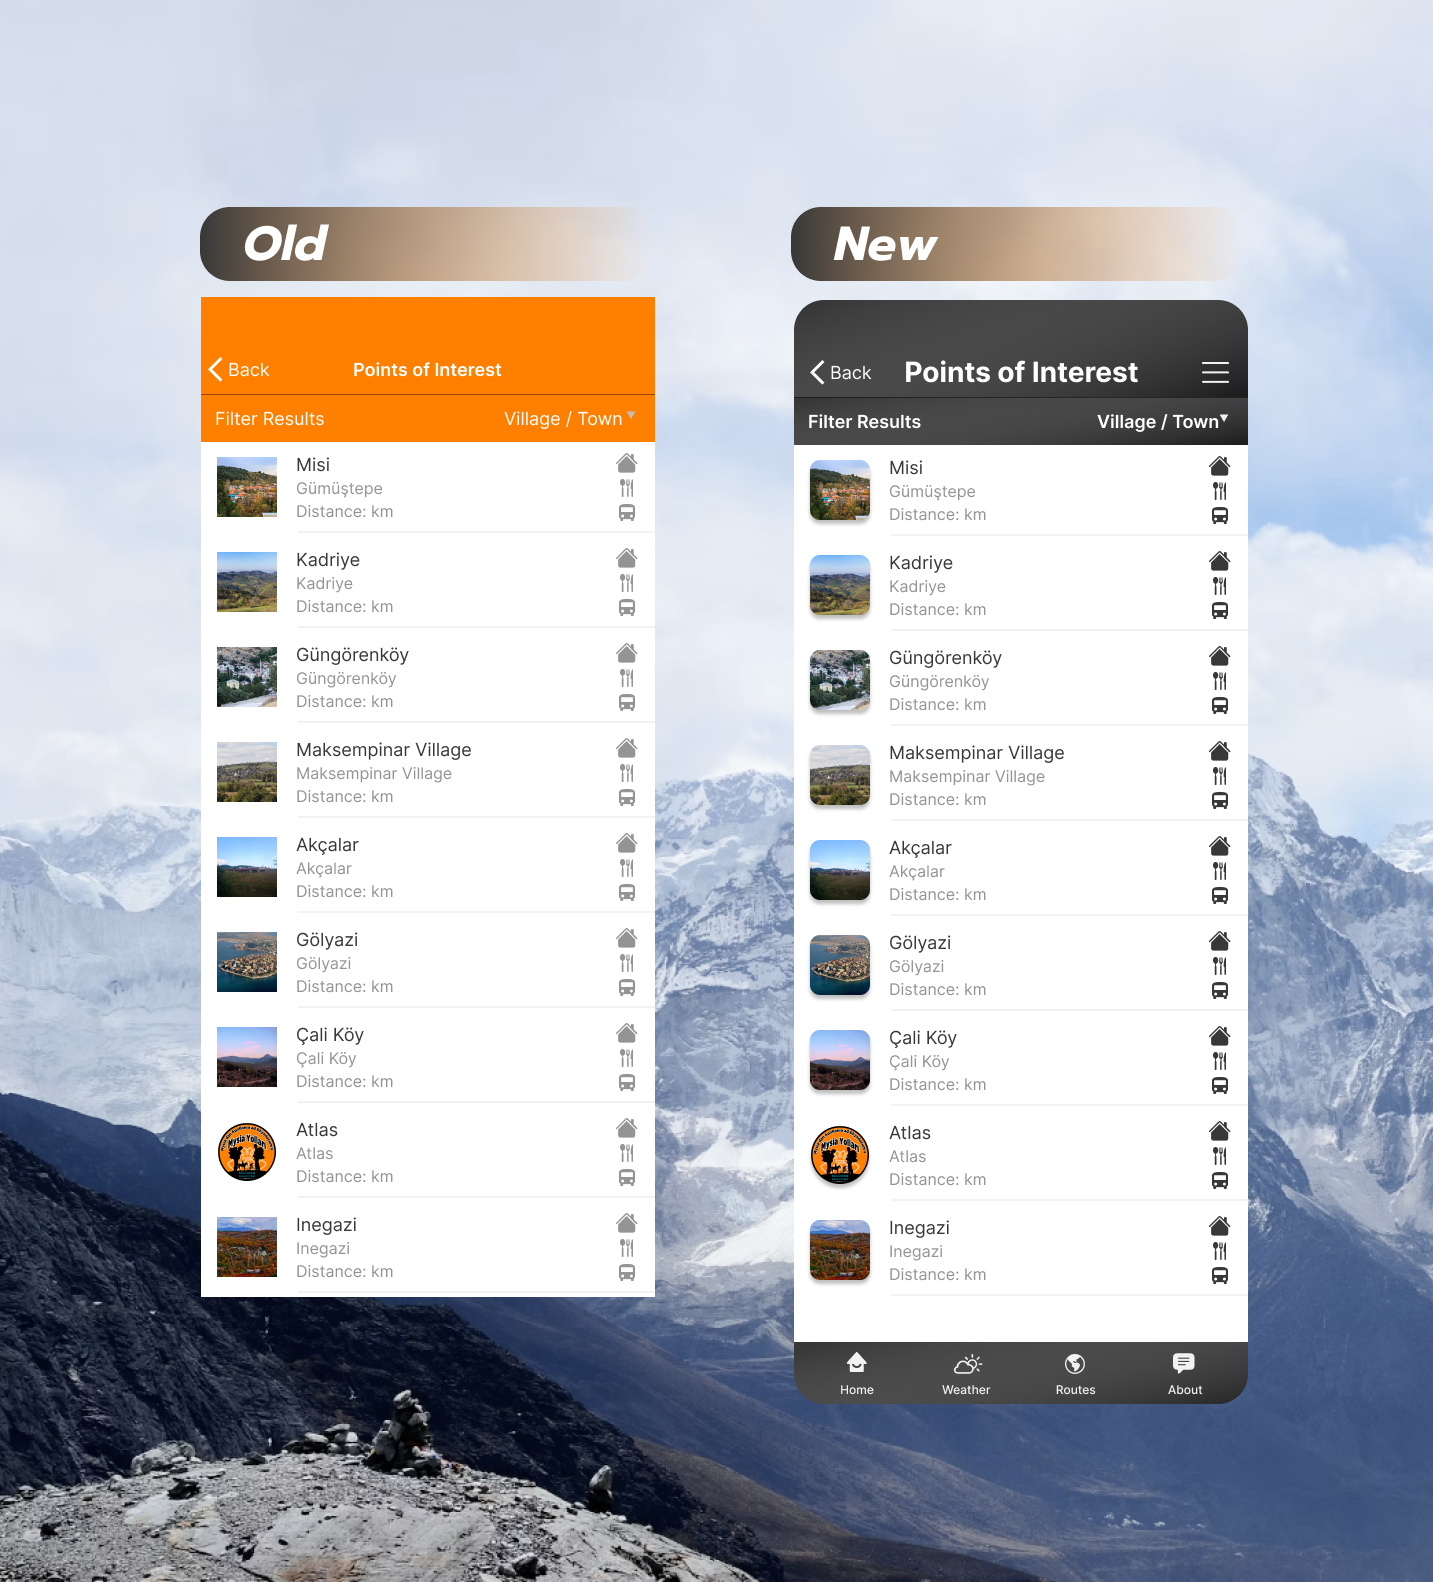 Old
Back
Points of Interest
Filter Results
Village / Town
Misi
Gümüştepe
Distance: km
Kadriye
Kadriye
Distance: km
Güngörenköy
Güngörenköy
Distance: km
Maksempinar Village
Maksempinar Village
Distance: km
Akçalar
Akçalar
Distance: km
Gölyazi
Gölyazi
Distance: km
Çali Köy
Çali Köy
Distance: km
Mysia Yolları
Atlas
Atlas
Distance: km
Inegazi
Inegazi
Distance: km
New
Back
Points of Interest
Filter Results
Village / Town
Misi
Gümüştepe
Distance: km
Kadriye
Kadriye
Distance: km
Güngörenköy
Güngörenköy
Distance: km
Maksempinar Village
Maksempinar Village
Distance: km
Akçalar
Akçalar
Distance: km
Gölyazi
Gölyazi
Distance: km
Çali Köy
Çali Köy
Distance: km
Mysia Yolları
Atlas
Atlas
Distance: km
Inegazi
Inegazi
Distance: km
Home
Weather
Routes
About